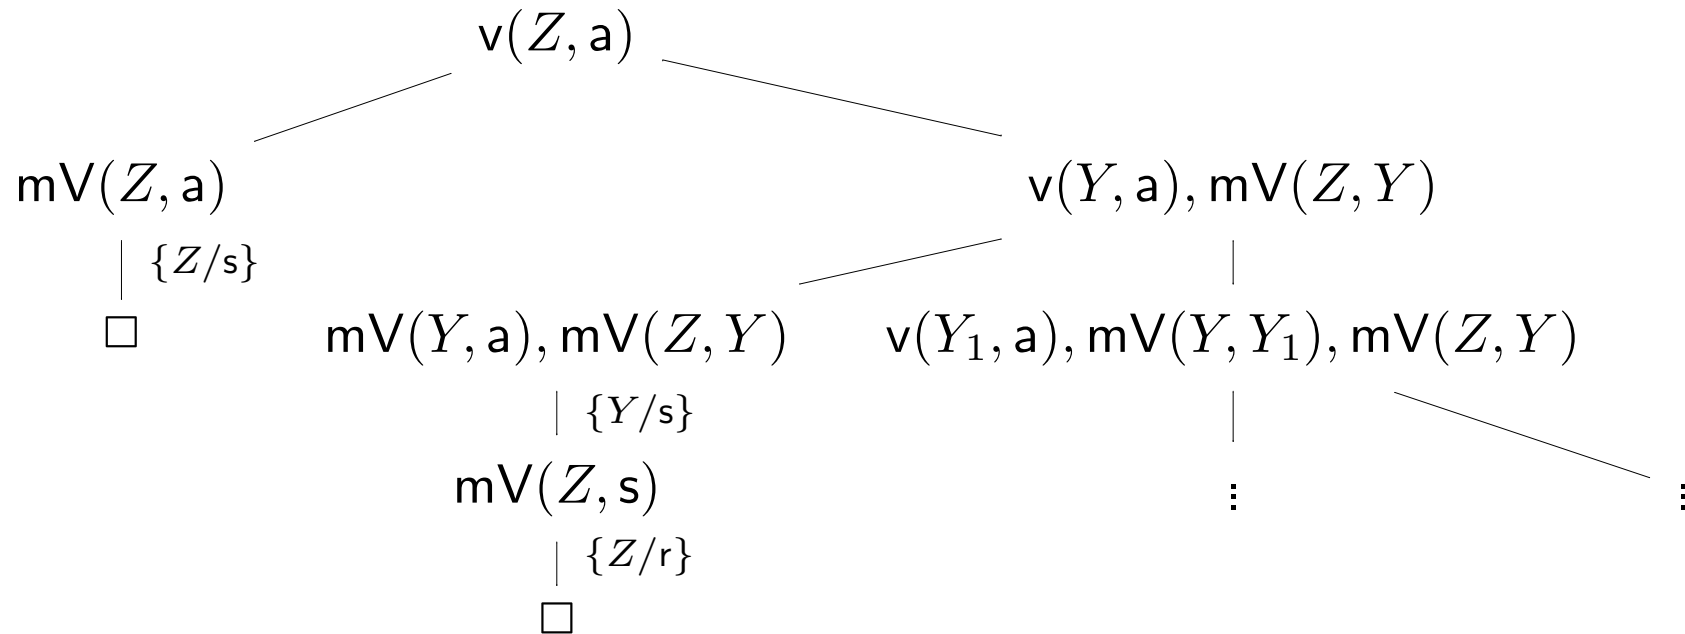 v(Z, a)
mV(Z, a)
v(Y, a), mV(Z, Y)
{Z/s}
□
mV(Y, a), mV(Z, Y)
v(Y₁, a), mV(Y, Y₁), mV(Z, Y)
{Y/s}
mV(Z, s)
⋮
⋮
{Z/r}
□